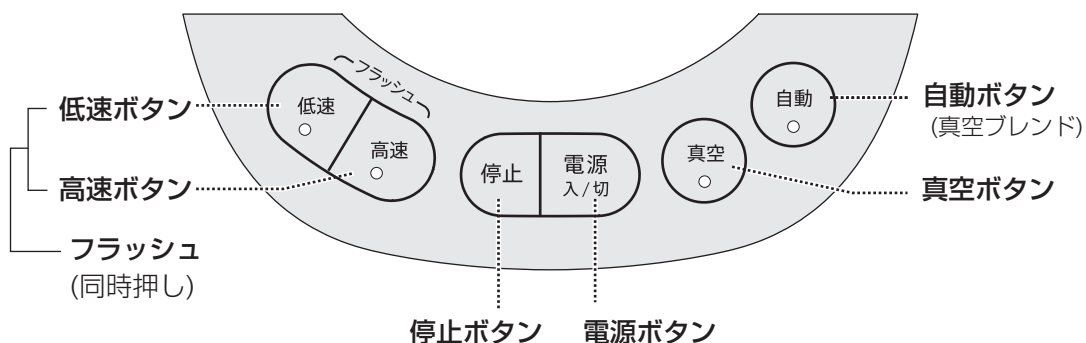 フラッシュ
低速
高速
停止
電源
入/切
真空
自動
低速ボタン
高速ボタン
フラッシュ
(同時押し)
停止ボタン
電源ボタン
自動ボタン
(真空ブレンド)
真空ボタン